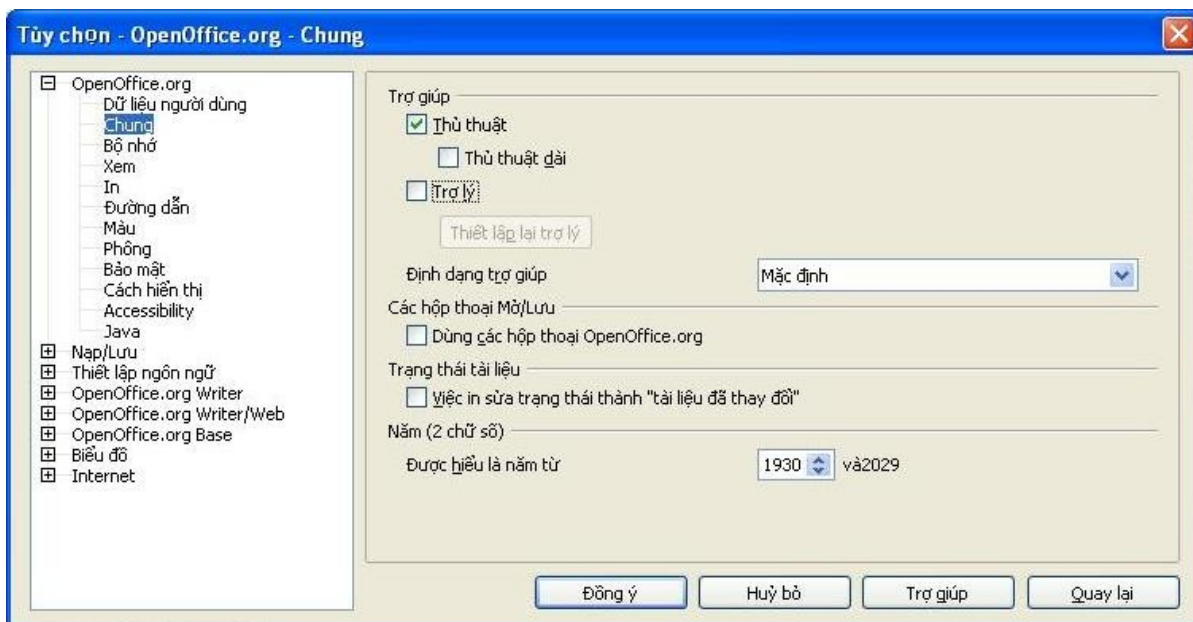 Tùy chọn - OpenOffice.org - Chung
OpenOffice.org
Dữ liệu người dùng
Chung
Bộ nhớ
Xem
In
Đường dẫn
Màu
Phông
Bảo mật
Cách hiển thị
Accessibility
Java
Nạp/Lưu
Thiết lập ngôn ngữ
OpenOffice.org Writer
OpenOffice.org Writer/Web
OpenOffice.org Base
Biểu đồ
Internet
Trợ giúp
Thủ thuật
Thủ thuật dài
Trợ lý
Thiết lập lại trợ lý
Định dạng trợ giúp Mặc định
Các hộp thoại Mở/Lưu
Dùng các hộp thoại OpenOffice.org
Trạng thái tài liệu
Việc in sửa trạng thái thành "tài liệu đã thay đổi"
Năm (2 chữ số)
Được hiểu là năm từ 1930 và2029
Đồng ý Huỷ bỏ Trợ giúp Quay lại